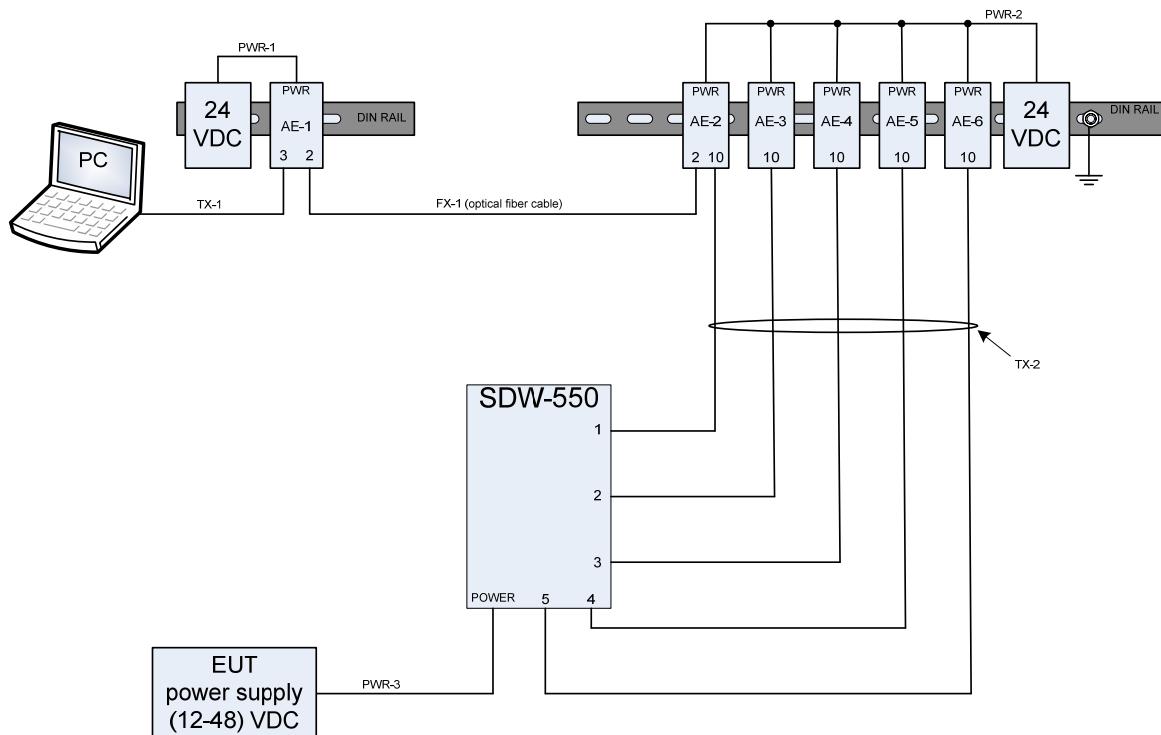 PWR-2
PWR-1
24
VDC
PWR
AE-1
3 2
DIN RAIL
PWR
AE-2
2 10
PWR
AE-3
10
PWR
AE-4
10
PWR
AE-5
10
PWR
AE-6
10
24
VDC
DIN RAIL
PC
TX-1
FX-1 (optical fiber cable)
TX-2
SDW-550
1
2
3
POWER 5 4
EUT
power supply
(12-48) VDC
PWR-3